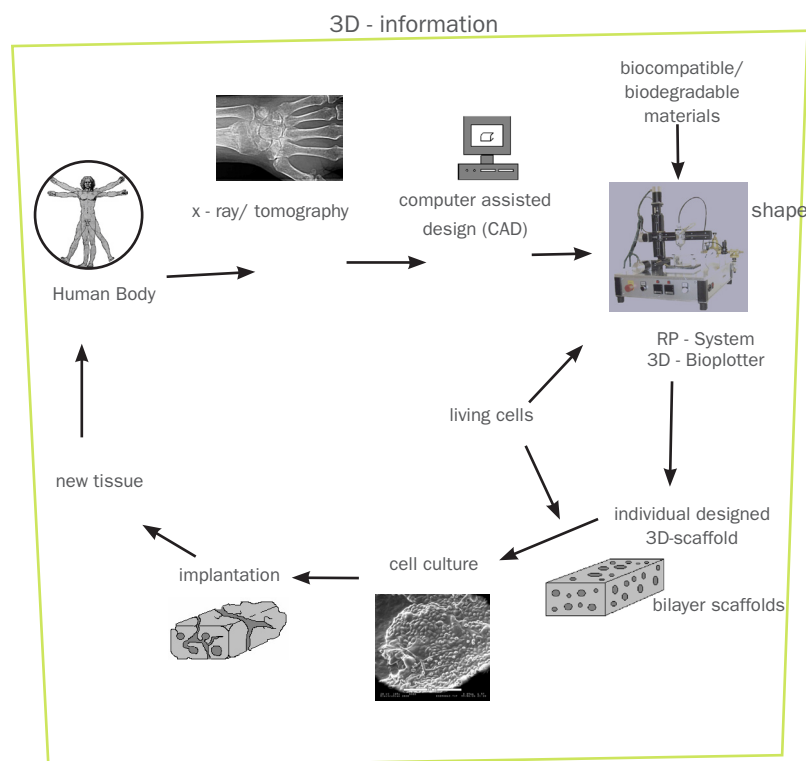 3D - information
biocompatible/
biodegradable
materials
x - ray/ tomography
computer assisted
design (CAD)
shape
Human Body
RP - System
3D - Bioplotter
living cells
new tissue
individual designed
3D-scaffold
cell culture
implantation
bilayer scaffolds